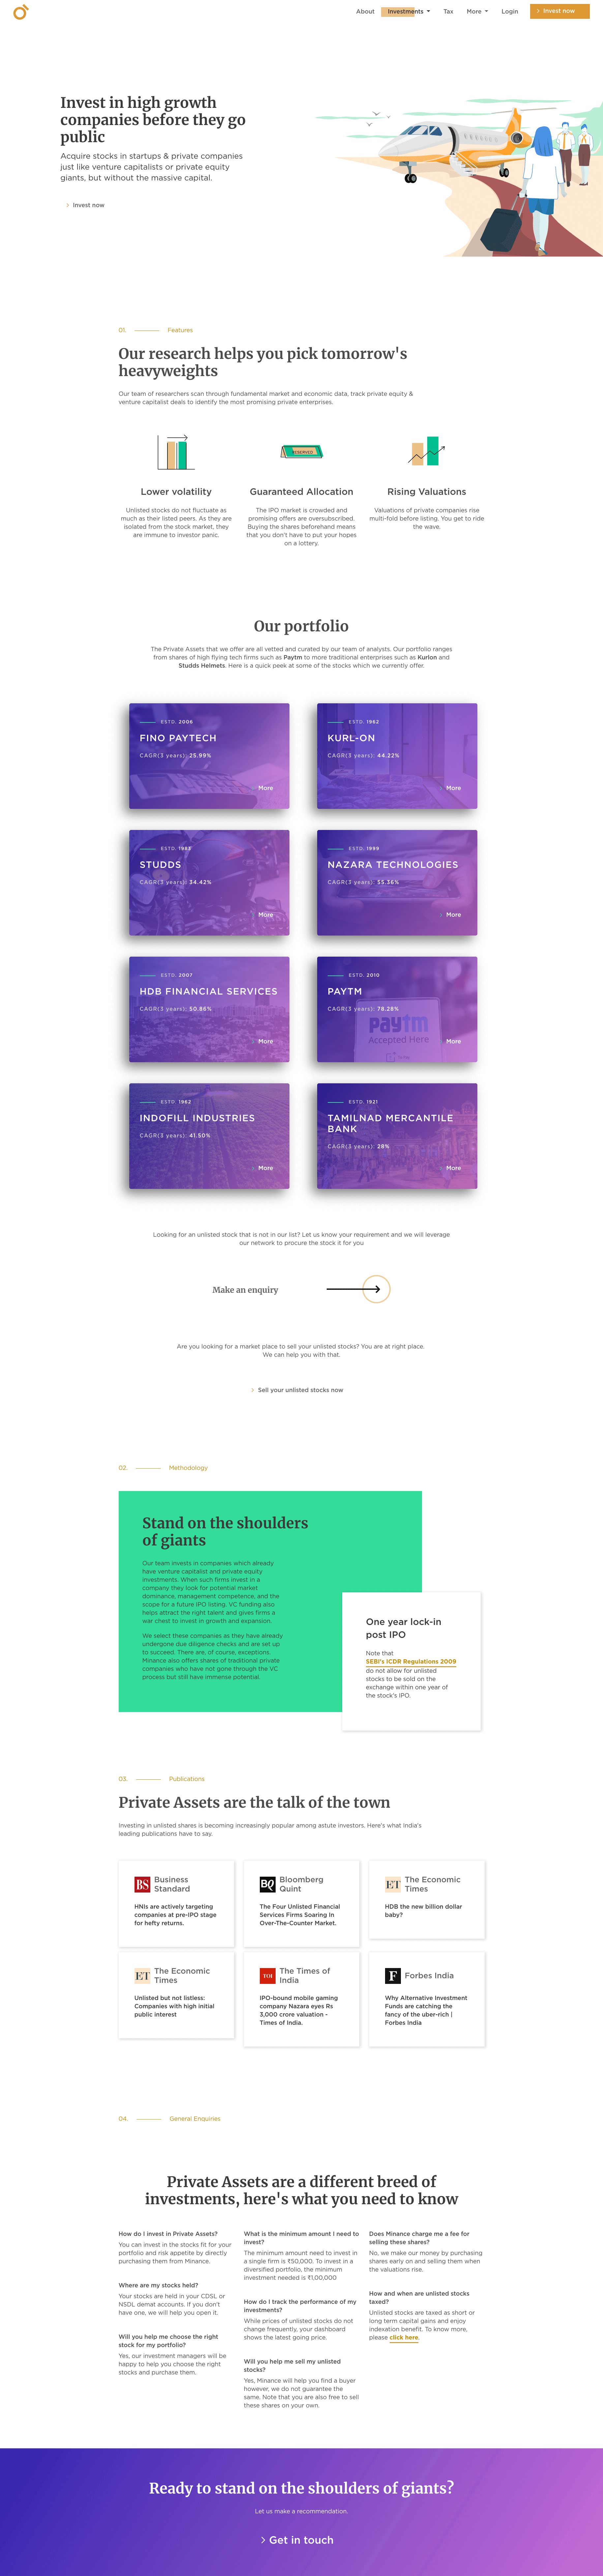 About
Investments
Tax
More
Login
Invest now
Invest in high growth
companies before they go
public
Acquire stocks in startups & private companies
just like venture capitalists or private equity
giants, but without the massive capital.
Invest now
01.
Features
Our research helps you pick tomorrow's
heavyweights
Our team of researchers scan through fundamental market and economic data, track private equity &
venture capitalist deals to identify the most promising private enterprises.
RESERVED
Lower volatility
Unlisted stocks do not fluctuate as
much as their listed peers. As they are
isolated from the stock market, they
are immune to investor panic.
Guaranteed Allocation
The IPO market is crowded and
promising offers are oversubscribed.
Buying the shares beforehand means
that you don't have to put your hopes
on a lottery.
Rising Valuations
Valuations of private companies rise
multi-fold before listing. You get to ride
the wave.
Our portfolio
The Private Assets that we offer are all vetted and curated by our team of analysts. Our portfolio ranges
from shares of high flying tech firms such as Paytm to more traditional enterprises such as Kurlon and
Studds Helmets. Here is a quick peek at some of the stocks which we currently offer.
ESTD. 2006
FINO PAYTECH
CAGR(3 years): 25.99%
More
ESTD. 1962
KURL-ON
CAGR(3 years): 44.22%
More
ESTD. 1983
STUDDS
CAGR(3 years): 34.42%
More
ESTD. 1999
NAZARA TECHNOLOGIES
CAGR(3 years): 55.36%
More
ESTD. 2007
HDB FINANCIAL SERVICES
CAGR(3 years): 50.86%
More
ESTD. 2010
PAYTM
CAGR(3 years): 78.28%
paytm
Accepted Here
More
ESTD. 1962
INDOFILL INDUSTRIES
CAGR(3 years): 41.50%
More
ESTD. 1921
TAMILNAD MERCANTILE
BANK
CAGR(3 years): 28%
More
Looking for an unlisted stock that is not in our list? Let us know your requirement and we will leverage
our network to procure the stock it for you
Make an enquiry
Are you looking for a market place to sell your unlisted stocks? You are at right place.
We can help you with that.
Sell your unlisted stocks now
02.
Methodology
Stand on the shoulders
of giants
Our team invests in companies which already
have venture capitalist and private equity
investments. When such firms invest in a
company they look for potential market
dominance, management competence, and the
scope for a future IPO listing. VC funding also
helps attract the right talent and gives firms a
war chest to invest in growth and expansion.
We select these companies as they have already
undergone due diligence checks and are set up
to succeed. There are, of course, exceptions.
Minance also offers shares of traditional private
companies who have not gone through the VC
process but still have immense potential.
One year lock-in
post IPO
Note that
SEBI's ICDR Regulations 2009
do not allow for unlisted
stocks to be sold on the
exchange within one year of
the stock's IPO.
03.
Publications
Private Assets are the talk of the town
Investing in unlisted shares is becoming increasingly popular among astute investors. Here's what India's
leading publications have to say.
BS
Business
Standard
HNIs are actively targeting
companies at pre-IPO stage
for hefty returns.
BQ
Bloomberg
Quint
The Four Unlisted Financial
Services Firms Soaring In
Over-The-Counter Market.
ET
The Economic
Times
HDB the new billion dollar
baby?
ET
The Economic
Times
Unlisted but not listless:
Companies with high initial
public interest
TOI
The Times of
India
IPO-bound mobile gaming
company Nazara eyes Rs
3,000 crore valuation -
Times of India.
F
Forbes India
Why Alternative Investment
Funds are catching the
fancy of the uber-rich |
Forbes India
04.
General Enquiries
Private Assets are a different breed of
investments, here's what you need to know
How do I invest in Private Assets?
You can invest in the stocks fit for your
portfolio and risk appetite by directly
purchasing them from Minance.
Where are my stocks held?
Your stocks are held in your CDSL or
NSDL demat accounts. If you don't
have one, we will help you open it.
Will you help me choose the right
stock for my portfolio?
Yes, our investment managers will be
happy to help you choose the right
stocks and purchase them.
What is the minimum amount I need to
invest?
The minimum amount need to invest in
a single firm is ₹50,000. To invest in a
diversified portfolio, the minimum
investment needed is ₹1,00,000
How do I track the performance of my
investments?
While prices of unlisted stocks do not
change frequently, your dashboard
shows the latest going price.
Will you help me sell my unlisted
stocks?
Yes, Minance will help you find a buyer
however, we do not guarantee the
same. Note that you are also free to sell
these shares on your own.
Does Minance charge me a fee for
selling these shares?
No, we make our money by purchasing
shares early on and selling them when
the valuations rise.
How and when are unlisted stocks
taxed?
Unlisted stocks are taxed as short or
long term capital gains and enjoy
indexation benefit. To know more,
please click here.
Ready to stand on the shoulders of giants?
Let us make a recommendation.
Get in touch